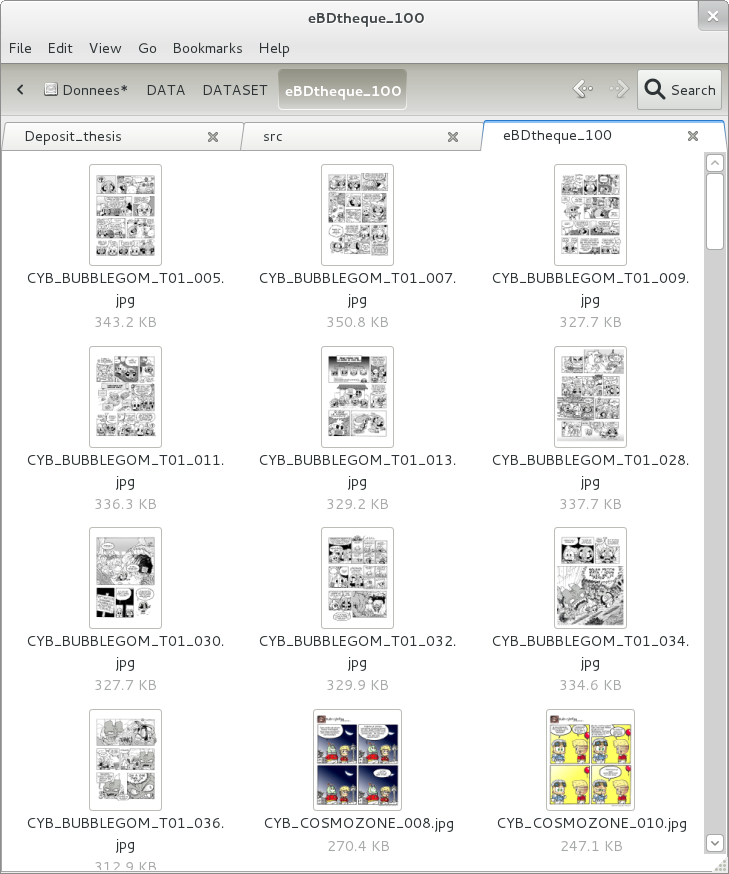 eBDtheque_100
File Edit View Go Bookmarks Help
Donnees* DATA DATASET eBDtheque_100 Search
Deposit_thesis src eBDtheque_100
CYB_BUBBLEGOM_T01_005.
jpg
343.2 KB
CYB_BUBBLEGOM_T01_007.
jpg
350.8 KB
CYB_BUBBLEGOM_T01_009.
jpg
327.7 KB
CYB_BUBBLEGOM_T01_011.
jpg
336.3 KB
CYB_BUBBLEGOM_T01_013.
jpg
329.2 KB
CYB_BUBBLEGOM_T01_028.
jpg
337.7 KB
CYB_BUBBLEGOM_T01_030.
jpg
327.7 KB
CYB_BUBBLEGOM_T01_032.
jpg
329.9 KB
CYB_BUBBLEGOM_T01_034.
jpg
334.6 KB
CYB_BUBBLEGOM_T01_036.
jpg
312.9 KB
CYB_COSMOZONE_008.jpg
270.4 KB
CYB_COSMOZONE_010.jpg
247.1 KB